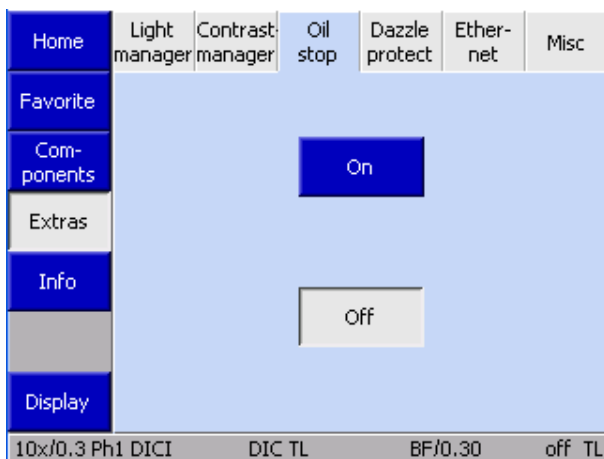 Home
Light manager
Contrast-manager
Oil stop
Dazzle protect
Ether-net
Misc
Favorite
Com-
ponents
On
Extras
Info
Off
Display
10x/0.3 Ph1 DICI DIC TL BF/0.30 off TL